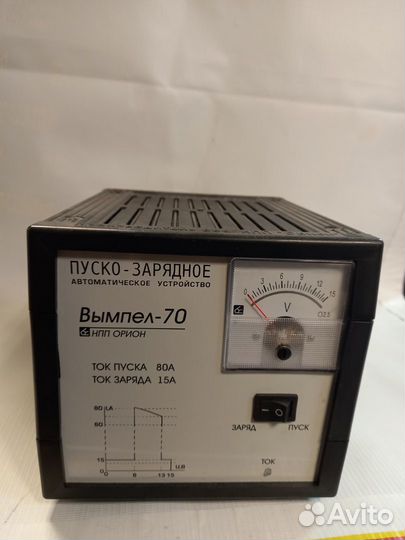 ПУСКО-ЗАРЯДНОЕ
АВТОМАТИЧЕСКОЕ УСТРОЙСТВО
Вымпел-70
НПП ОРИОН
ТОК ПУСКА 80А
ТОК ЗАРЯДА 15А
0 3 6 9 12 15
V
ЗАРЯД ПУСК
ТОК
80 I,A
60
15
0
0 8 13 15
U,В
Avito